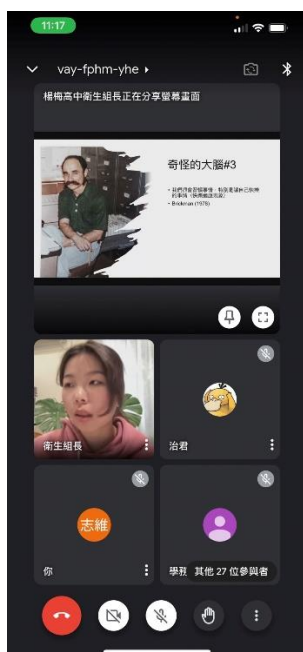 11:17
vay-fphm-yhe
楊梅高中衛生組長正在分享螢幕畫面
奇怪的大腦#3
Brickman (1978)
衛生組長
治君
志維
你
學務
其他 27 位參與者